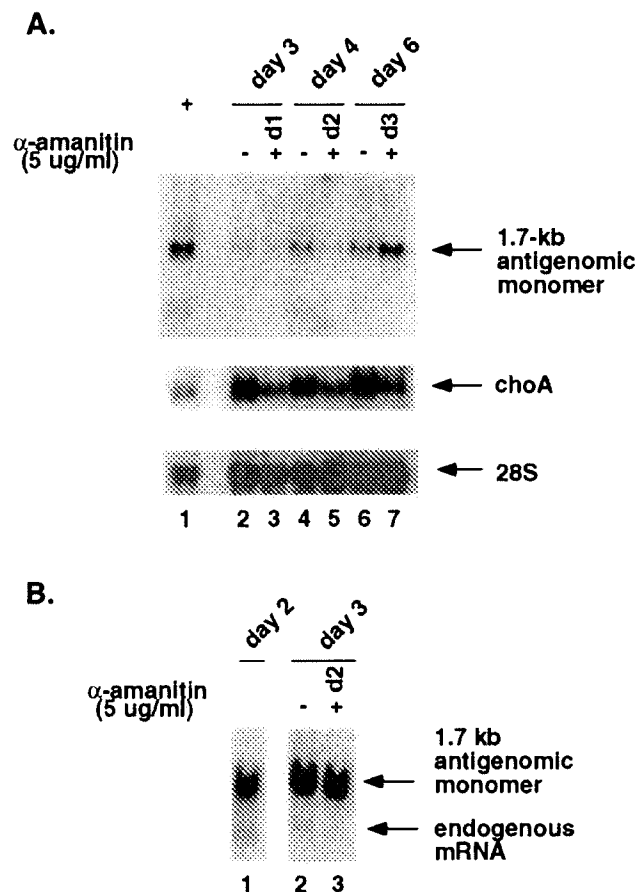 A.
day 3 day 4 day 6
+ d1 d2 d3
α-amanitin - + - + - +
(5 ug/ml)
1.7-kb
antigenomic
monomer
choA
28S
1 2 3 4 5 6 7
B.
day 2 day 3
d2
α-amanitin - +
(5 ug/ml)
1.7 kb
antigenomic
monomer
endogenous
mRNA
1 2 3